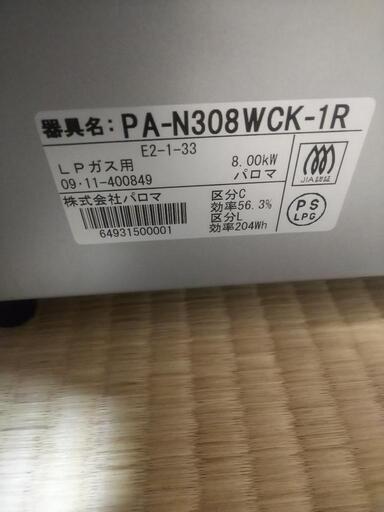 器具名: PA-N308WCK-1R
E2-1-33
LPガス用 8.00kW
09・11-400849 パロマ
JIA認証
株式会社パロマ
64931500001
区分C
効率56.3%
区分L
効率204Wh
PS
LPG